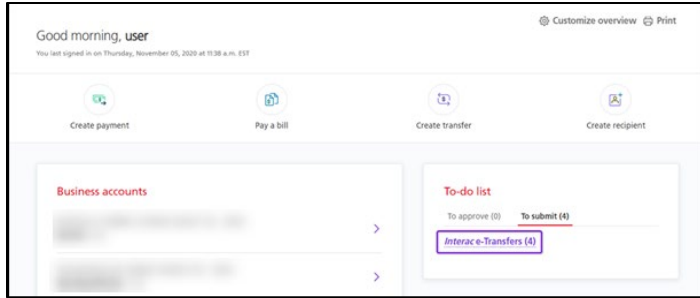 Customize overview Print
Good morning, user
You last signed in on Thursday, November 05, 2020 at 11:38 a.m. EST
Create payment
Pay a bill
Create transfer
Create recipient
Business accounts
To-do list
To approve (0) To submit (4)
Interac e-Transfers (4)